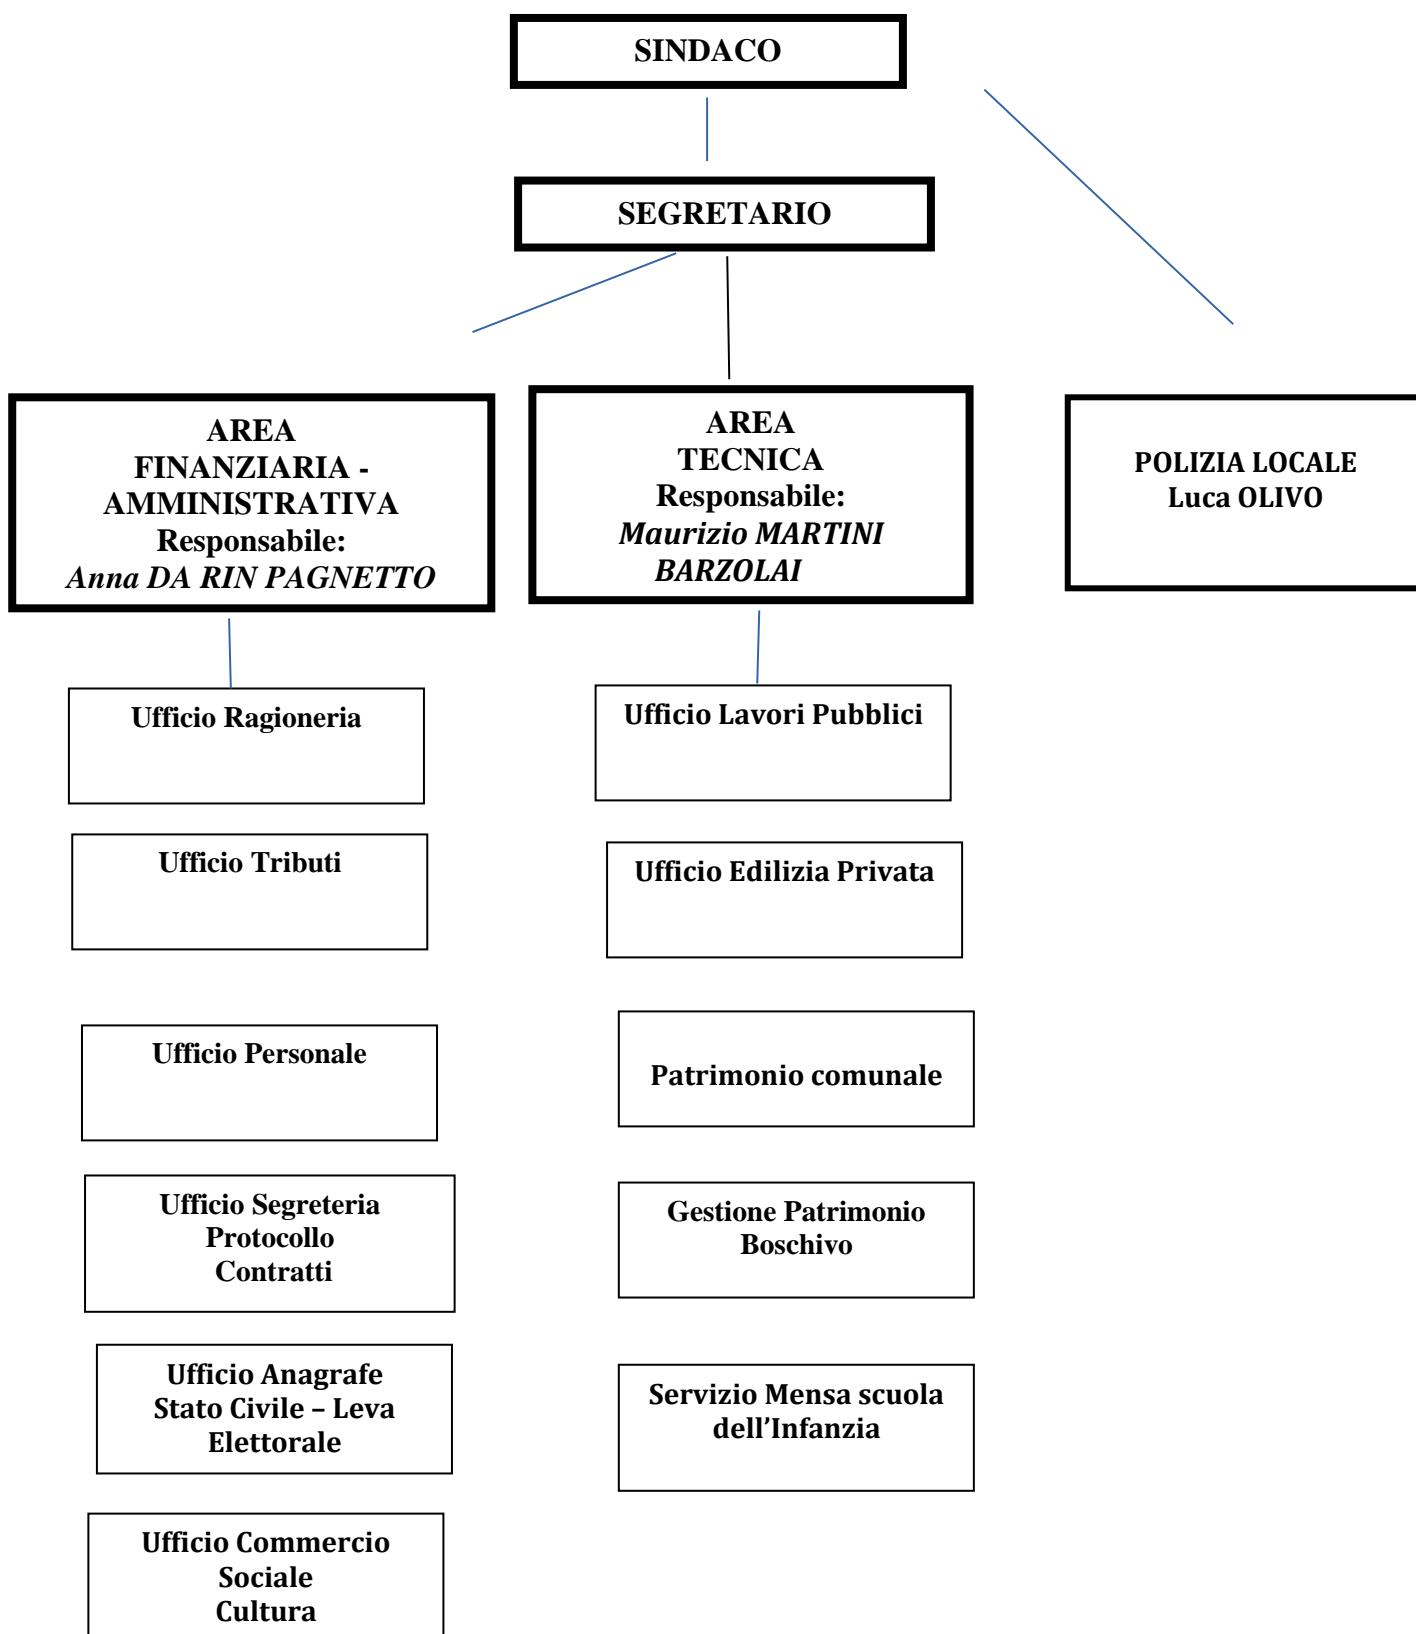 SINDACO
SEGRETARIO
AREA
FINANZIARIA -
AMMINISTRATIVA
Responsabile:
Anna DA RIN PAGNETTO
AREA
TECNICA
Responsabile:
Maurizio MARTINI
BARZOLAI
POLIZIA LOCALE
Luca OLIVO
Ufficio Ragioneria
Ufficio Tributi
Ufficio Personale
Ufficio Segreteria
Protocollo
Contratti
Ufficio Anagrafe
Stato Civile – Leva
Elettorale
Ufficio Commercio
Sociale
Cultura
Ufficio Lavori Pubblici
Ufficio Edilizia Privata
Patrimonio comunale
Gestione Patrimonio
Boschivo
Servizio Mensa scuola
dell’Infanzia